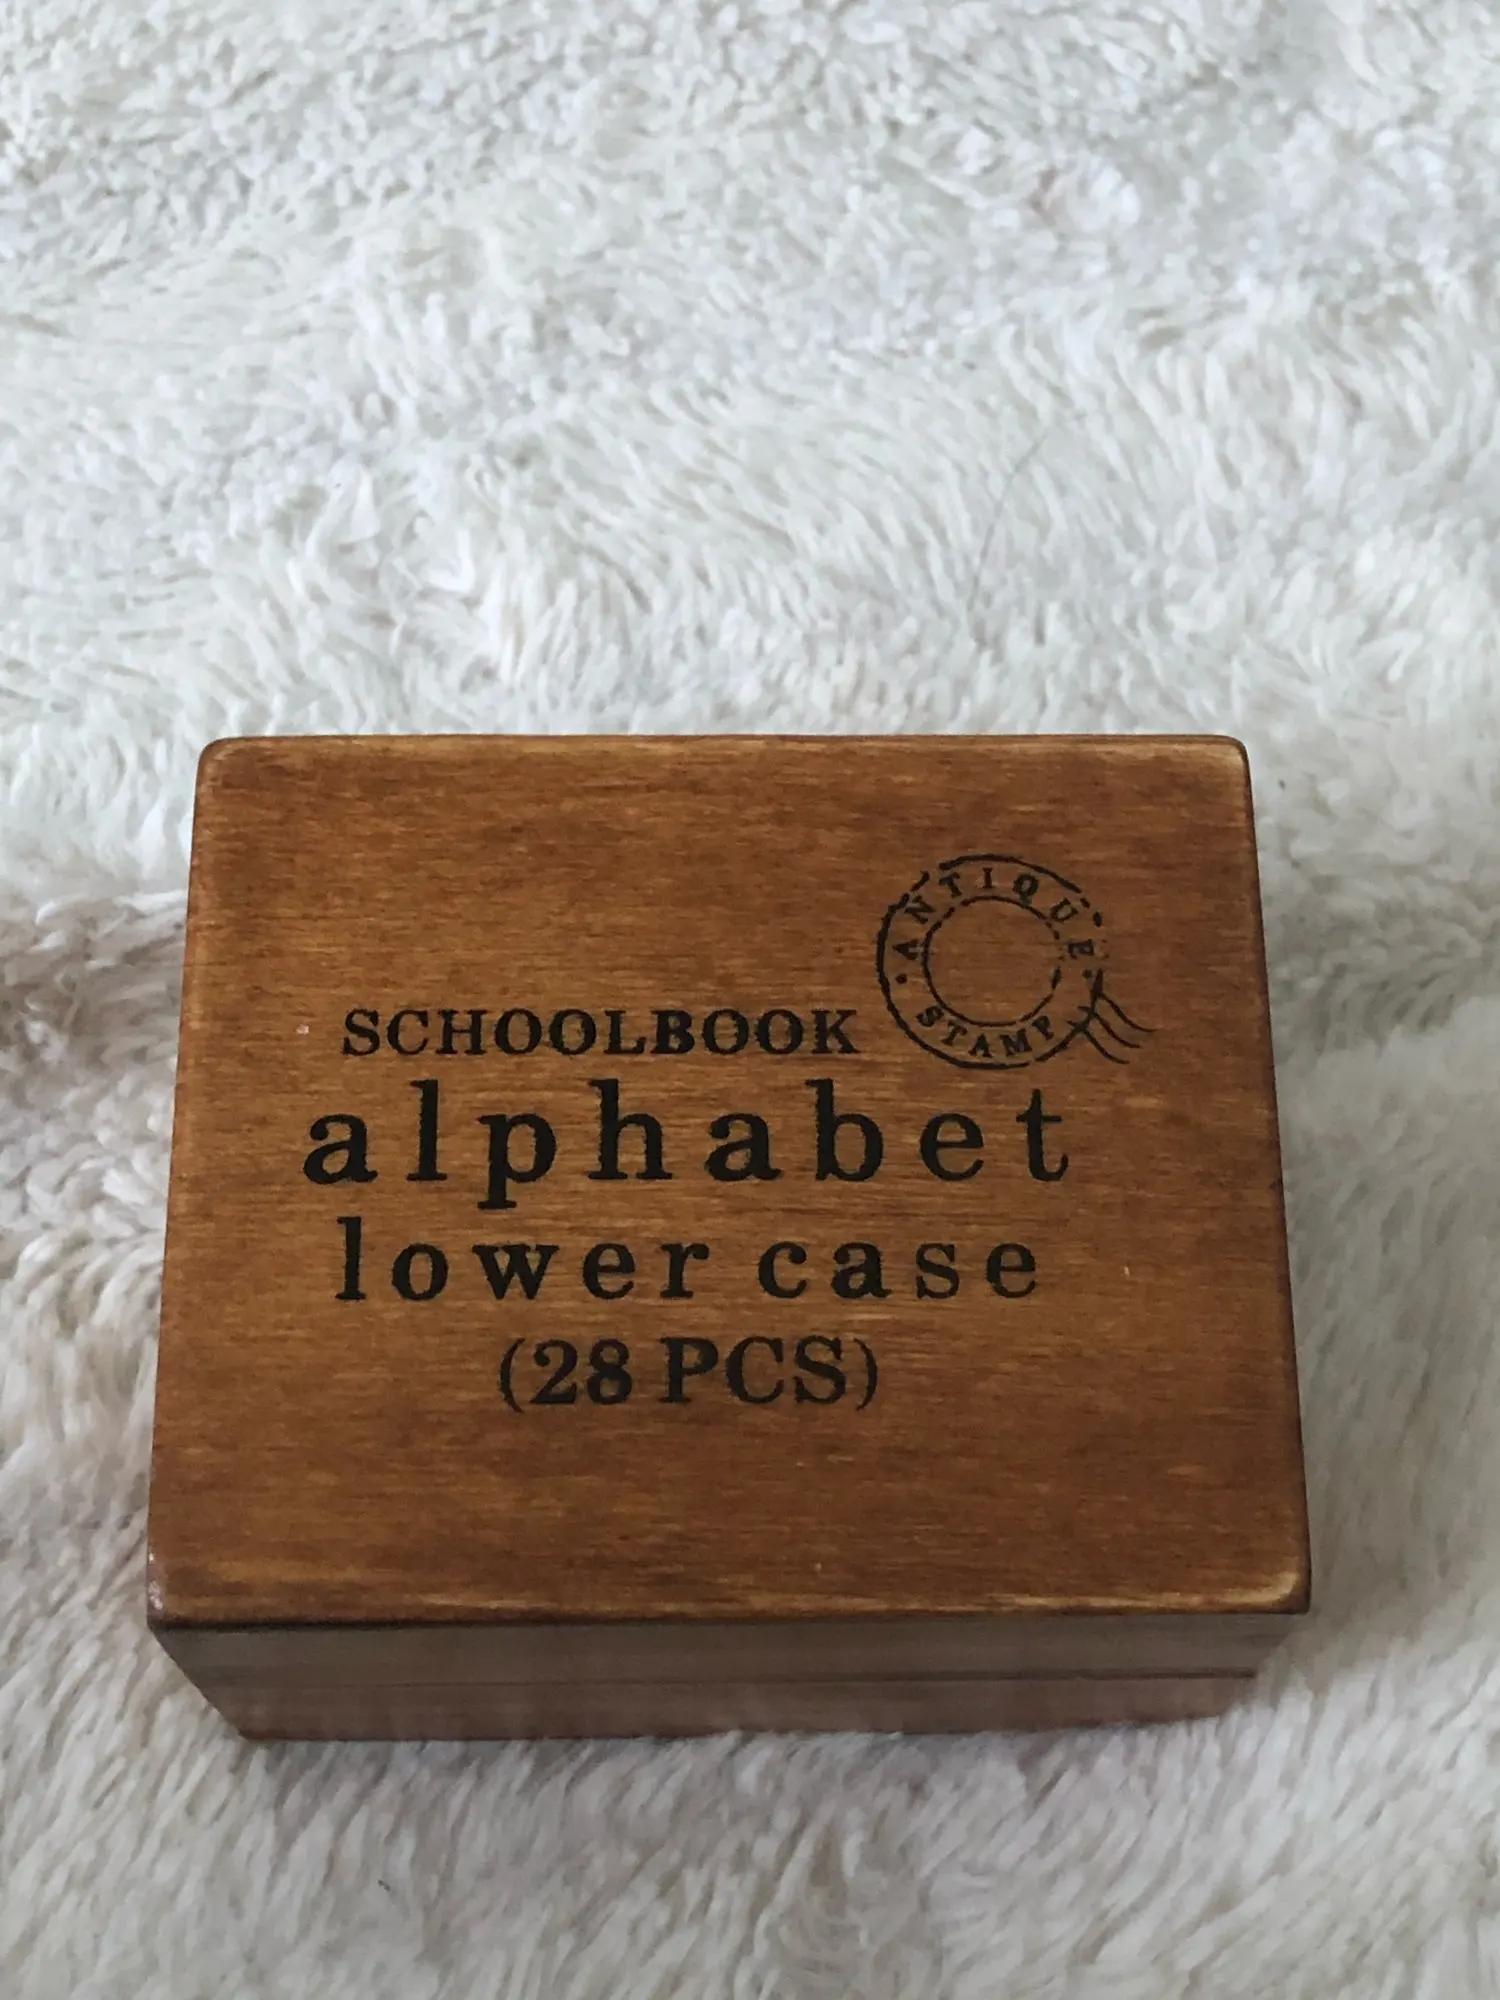 ANTIQUE
STAMP
SCHOOLBOOK
alphabet
lower case
(28 PCS)